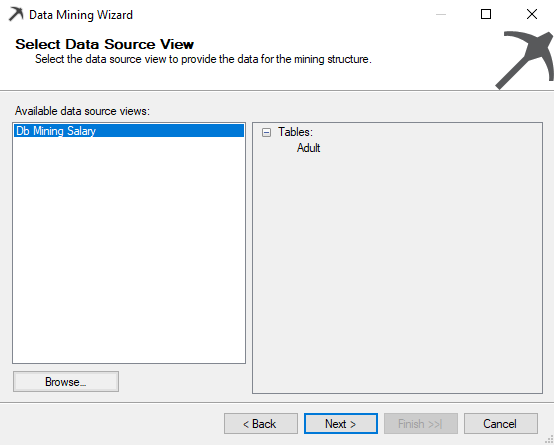 Data Mining Wizard
Select Data Source View
Select the data source view to provide the data for the mining structure.
Available data source views:
Db Mining Salary
Tables:
Adult
Browse...
< Back
Next >
Finish >>|
Cancel